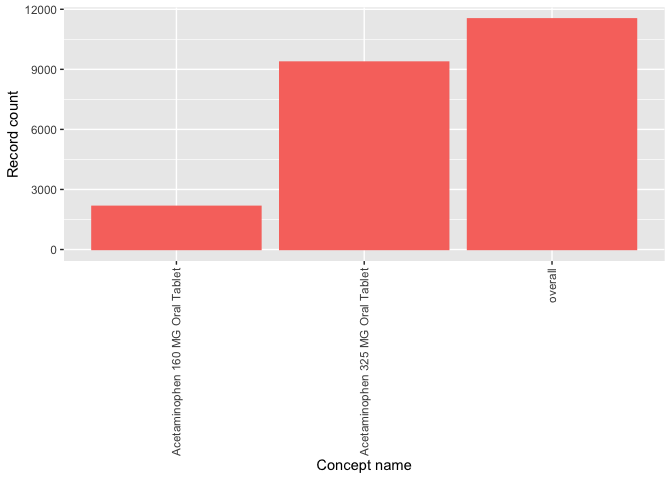 12000
9000
6000
3000
0
Record count
Acetaminophen 160 MG Oral Tablet
Acetaminophen 325 MG Oral Tablet
overall
Concept name